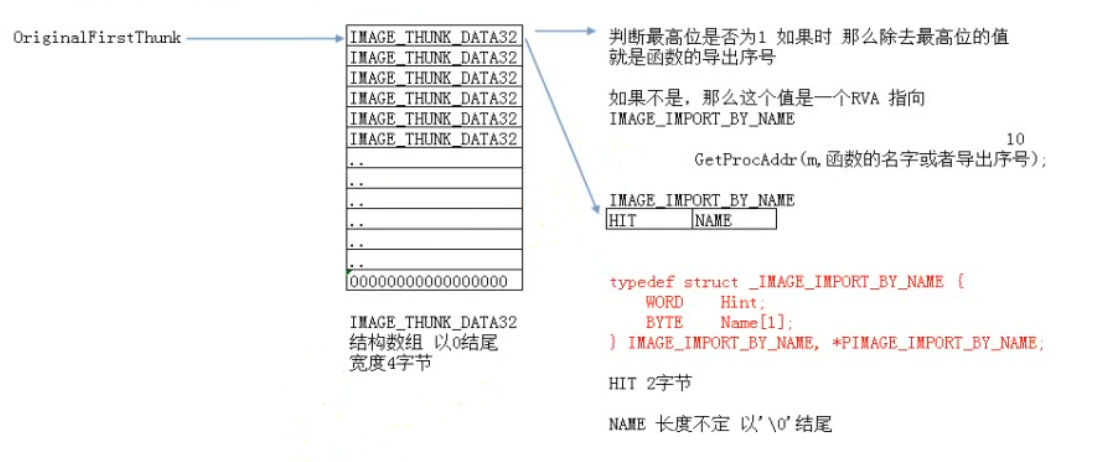 OriginalFirstThunk
IMAGE_THUNK_DATA32
IMAGE_THUNK_DATA32
IMAGE_THUNK_DATA32
IMAGE_THUNK_DATA32
IMAGE_THUNK_DATA32
IMAGE_THUNK_DATA32
..
..
..
..
..
..
00000000000000000
IMAGE_THUNK_DATA32
结构数组 以0结尾
宽度4字节
判断最高位是否为1 如果时 那么除去最高位的值
就是函数的导出序号
如果不是，那么这个值是一个RVA 指向
IMAGE_IMPORT_BY_NAME
10
GetProcAddr(m,函数的名字或者导出序号);
IMAGE_IMPORT_BY_NAME
HIT NAME
typedef struct _IMAGE_IMPORT_BY_NAME {
WORD Hint;
BYTE Name[1];
} IMAGE_IMPORT_BY_NAME, *PIMAGE_IMPORT_BY_NAME;
HIT 2字节
NAME 长度不定 以'\0'结尾